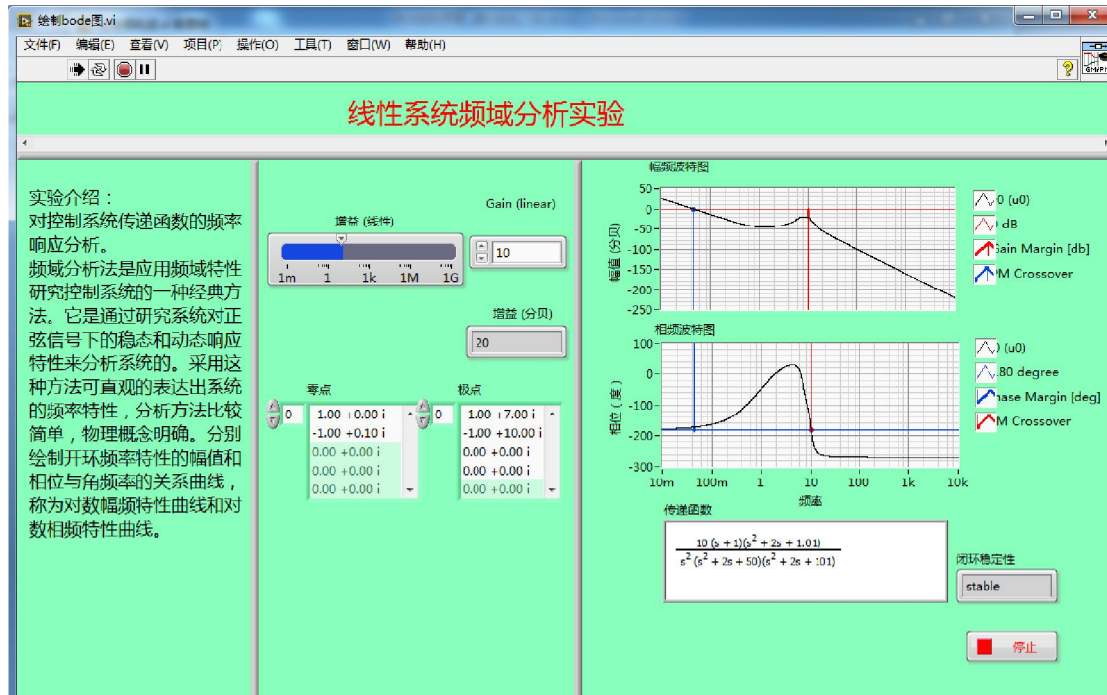 绘制bode图.vi
文件(F) 编辑(E) 查看(V) 项目(P) 操作(O) 工具(T) 窗口(W) 帮助(H)
线性系统频域分析实验
实验介绍：
对控制系统传递函数的频率
响应分析。
频域分析法是应用频域特性
研究控制系统的一种经典方
法。它是通过研究系统对正
弦信号下的稳态和动态响应
特性来分析系统的。采用这
种方法可直观的表达出系统
的频率特性，分析方法比较
简单，物理概念明确。分别
绘制开环频率特性的幅值和
相位与角频率的关系曲线，
称为对数幅频特性曲线和对
数相频特性曲线。
增益 (线性)
1m 1 1k 1M 1G
Gain (linear)
10
增益 (分贝)
20
零点
0
1.00 +0.00 i
-1.00 +0.10 i
0.00 +0.00 i
0.00 +0.00 i
0.00 +0.00 i
极点
0
1.00 +7.00 i
-1.00 +10.00 i
0.00 +0.00 i
0.00 +0.00 i
0.00 +0.00 i
幅频波特图
幅值 (分贝)
50
0
-50
-100
-150
-200
-250
0 (u0)
dB
Gain Margin [db]
PM Crossover
相频波特图
相位 (度)
100
0
-100
-200
-300
10m 100m 1 10 100 1k 10k
频率
(u0)
180 degree
Phase Margin [deg]
GM Crossover
传递函数
10 (s + 1)(s² + 2s + 1.01)
s² (s² + 2s + 50)(s² + 2s + 101)
闭环稳定性
stable
停止